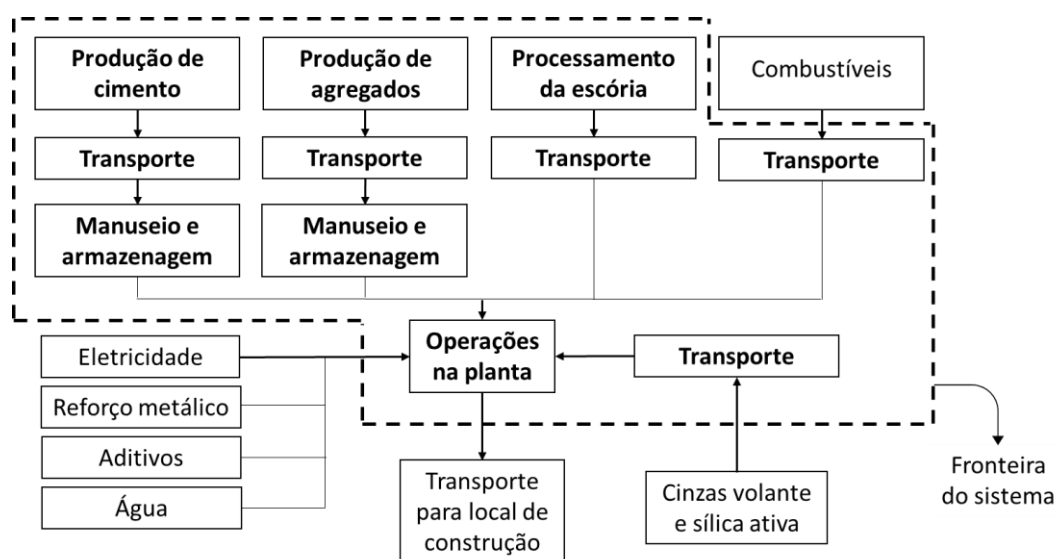 Produção de
cimento
Produção de
agregados
Processamento
da escória
Combustíveis
Transporte
Transporte
Transporte
Transporte
Manuseio e
armazenagem
Manuseio e
armazenagem
Eletricidade
Operações
na planta
Transporte
Reforço metálico
Aditivos
Água
Transporte
para local de
construção
Cinzas volante
e sílica ativa
Fronteira
do sistema